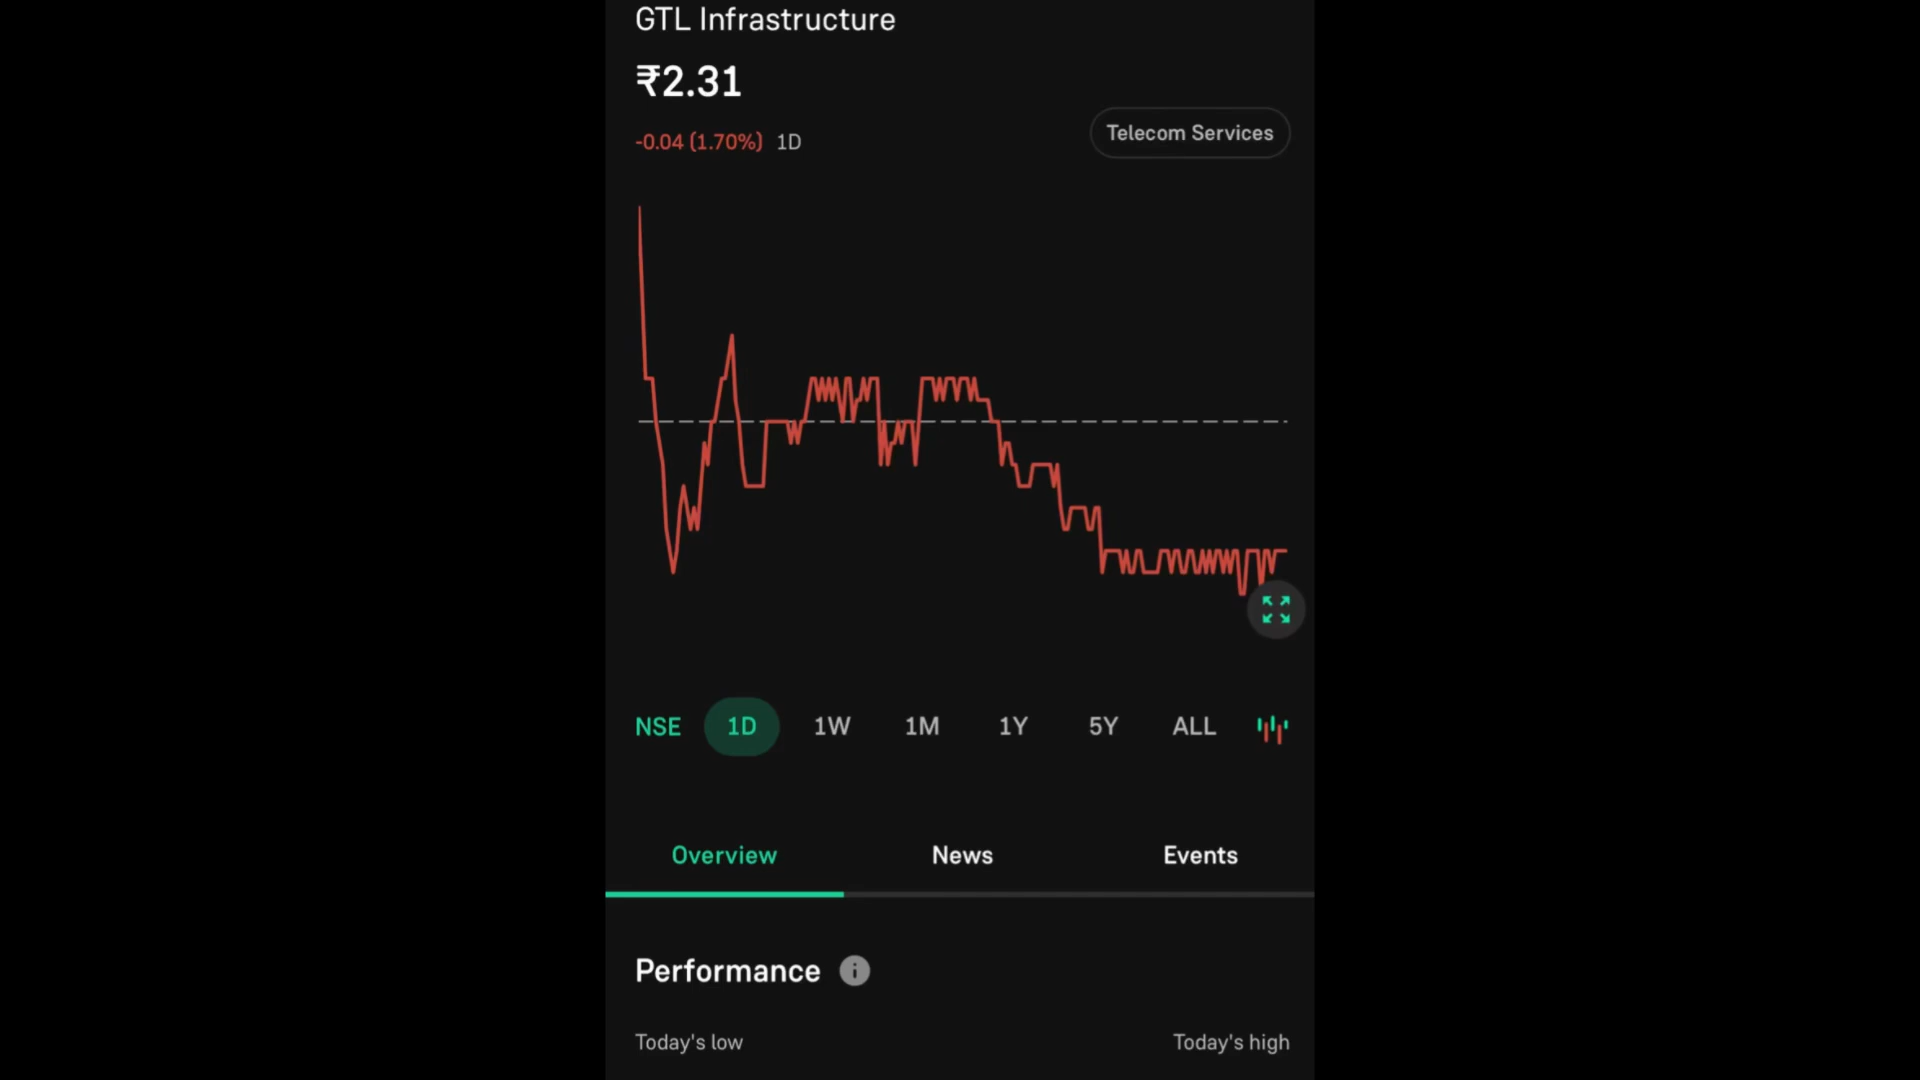 GTL Infrastructure
₹2.31
-0.04 (1.70%) 1D
Telecom Services
NSE 1D 1W 1M 1Y 5Y ALL
Overview News Events
Performance
Today's low Today's high